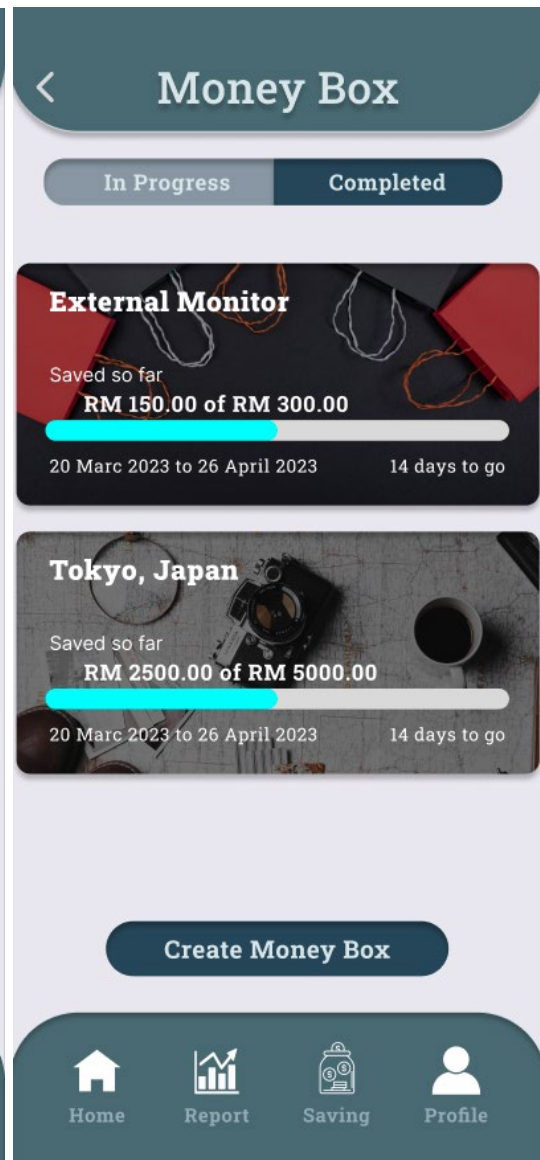 Money Box
In Progress Completed
External Monitor
Saved so far
RM 150.00 of RM 300.00
20 Marc 2023 to 26 April 2023 14 days to go
Tokyo, Japan
Saved so far
RM 2500.00 of RM 5000.00
20 Marc 2023 to 26 April 2023 14 days to go
Create Money Box
Home Report Saving Profile